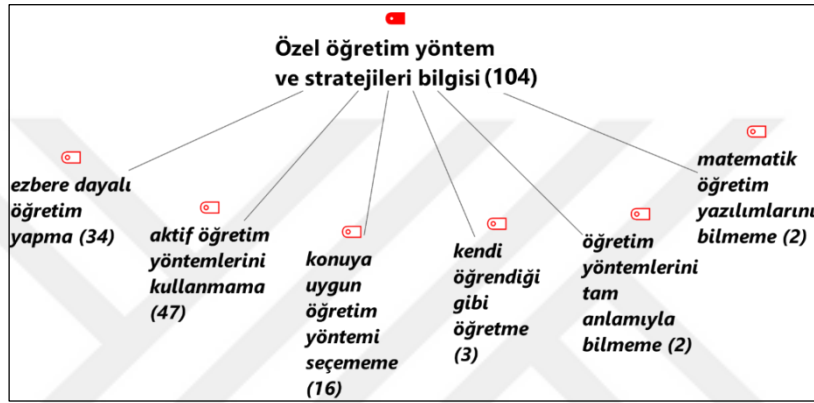 Özel öğretim yöntem
ve stratejileri bilgisi (104)
ezbere dayalı
öğretim
yapma (34)
aktif öğretim
yöntemlerini
kullanmama
(47)
konuya
uygun
öğretim
yöntemi
seçememe
(16)
kendi
öğrendiği
gibi
öğretme
(3)
öğretim
yöntemlerini
tam
anlamıyla
bilmeme (2)
matematik
öğretim
yazılımlarını
bilmeme (2)